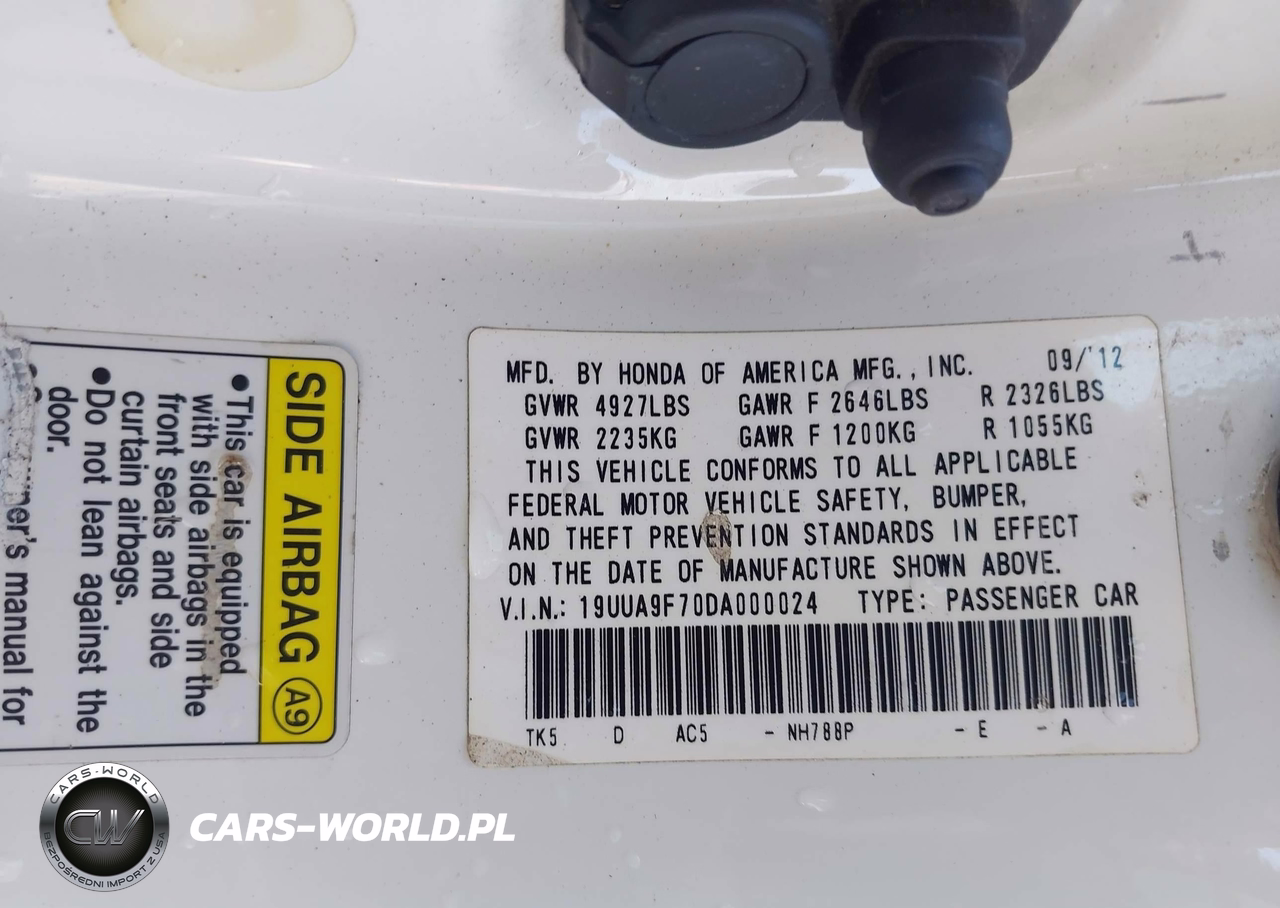 SIDE AIRBAG A9
● This car is equipped
with side airbags in the
front seats and side
curtain airbags.
● Do not lean against the
door.
manual for
MFD. BY HONDA OF AMERICA MFG., INC. 09/'12
GVWR 4927LBS GAWR F 2646LBS R 2326LBS
GVWR 2235KG GAWR F 1200KG R 1055KG
THIS VEHICLE CONFORMS TO ALL APPLICABLE
FEDERAL MOTOR VEHICLE SAFETY, BUMPER,
AND THEFT PREVENTION STANDARDS IN EFFECT
ON THE DATE OF MANUFACTURE SHOWN ABOVE.
V.I.N.: 19UUA9F70DA000024 TYPE: PASSENGER CAR
TK5 D AC5 - NH788P - E - A
CARS-WORLD
CW
BEZPOŚREDNI IMPORT Z USA
CARS-WORLD.PL